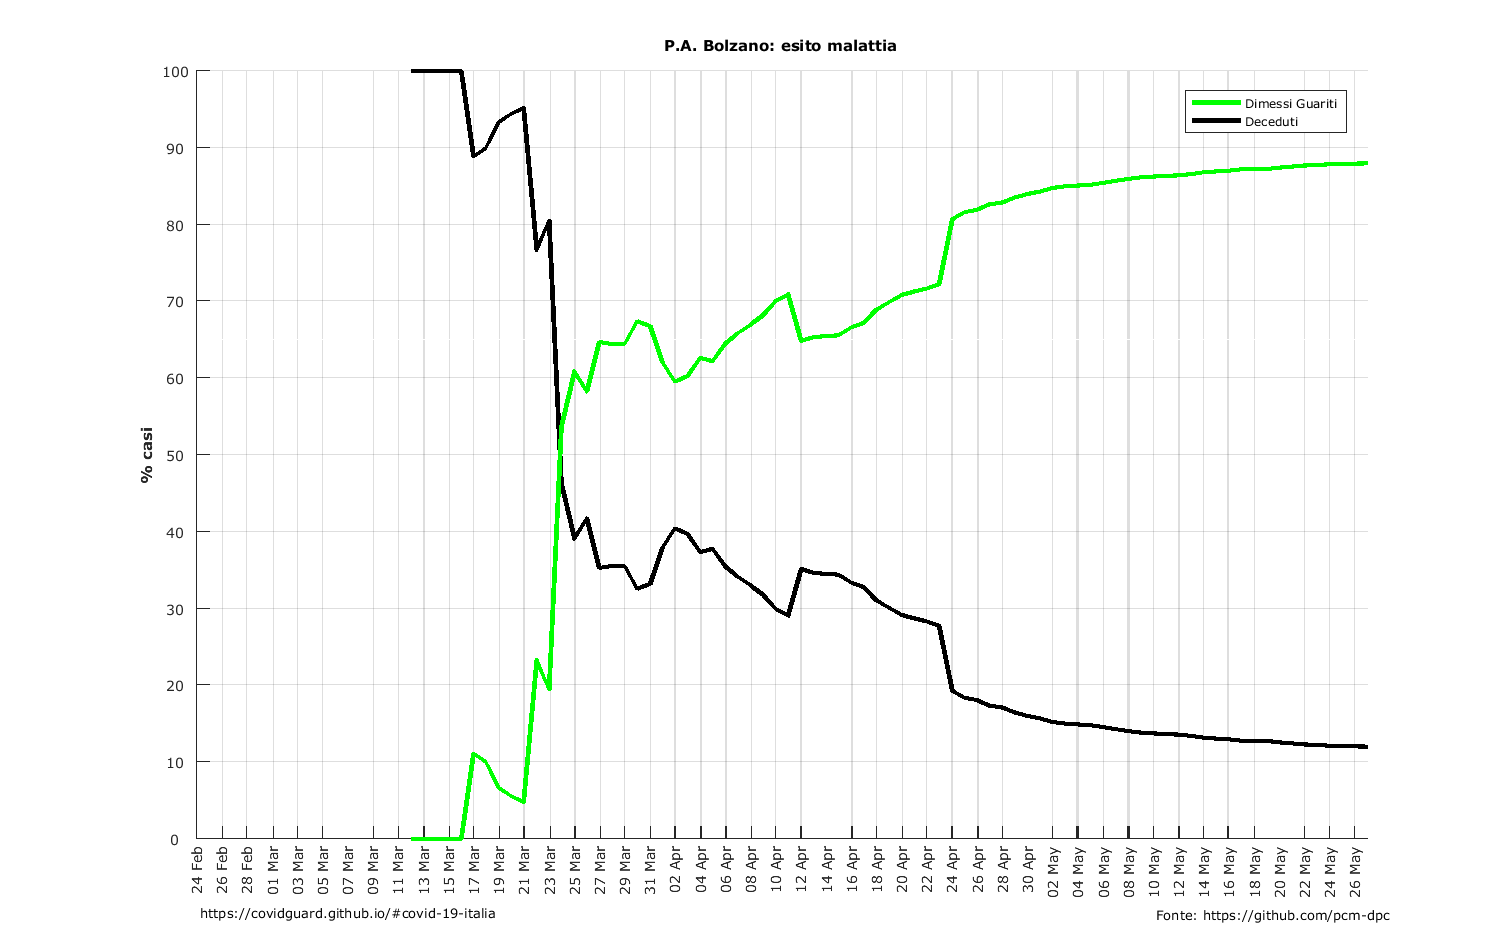 P.A. Bolzano: esito malattia
Dimessi Guariti
Deceduti
% casi
100
90
80
70
60
50
40
30
20
10
0
24 Feb
26 Feb
28 Feb
01 Mar
03 Mar
05 Mar
07 Mar
09 Mar
11 Mar
13 Mar
15 Mar
17 Mar
19 Mar
21 Mar
23 Mar
25 Mar
27 Mar
29 Mar
31 Mar
02 Apr
04 Apr
06 Apr
08 Apr
10 Apr
12 Apr
14 Apr
16 Apr
18 Apr
20 Apr
22 Apr
24 Apr
26 Apr
28 Apr
30 Apr
02 May
04 May
06 May
08 May
10 May
12 May
14 May
16 May
18 May
20 May
22 May
24 May
26 May
https://covidguard.github.io/#covid-19-italia
Fonte: https://github.com/pcm-dpc